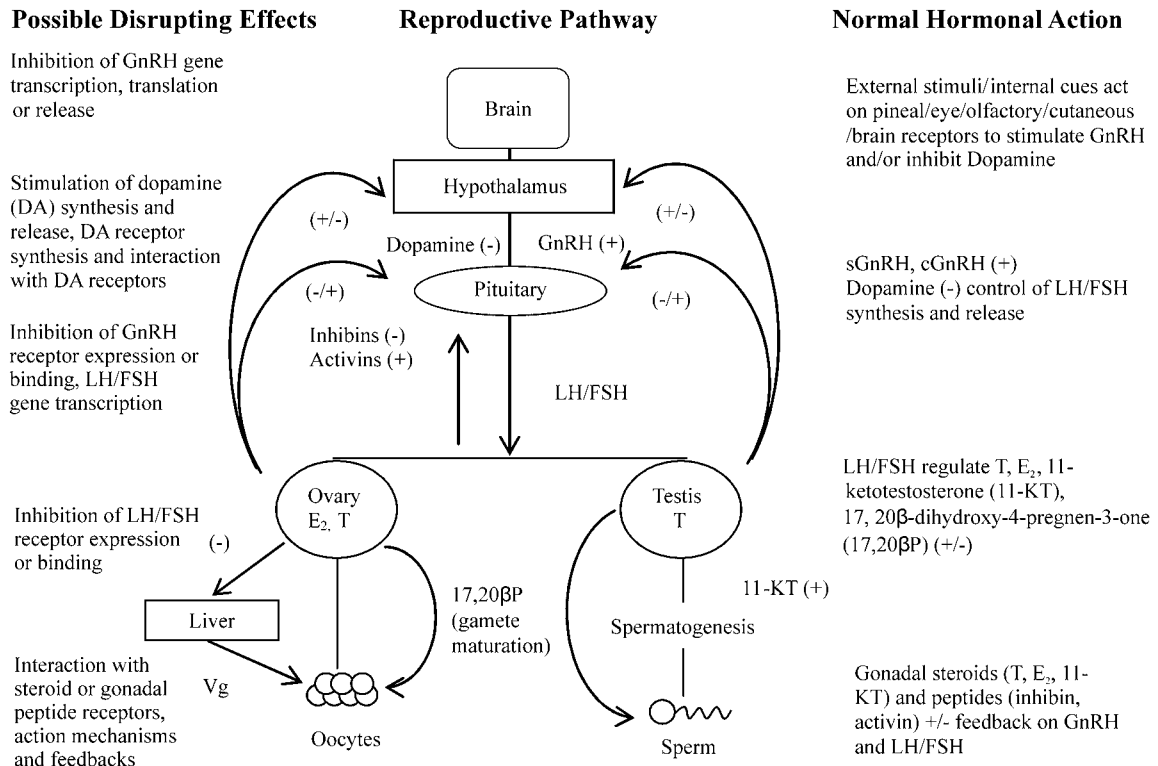 Possible Disrupting Effects
Reproductive Pathway
Normal Hormonal Action
Inhibition of GnRH gene
transcription, translation
or release
Stimulation of dopamine
(DA) synthesis and
release, DA receptor
synthesis and interaction
with DA receptors
Inhibition of GnRH
receptor expression or
binding, LH/FSH
gene transcription
Inhibition of LH/FSH
receptor expression
or binding
Interaction with
steroid or gonadal
peptide receptors,
action mechanisms
and feedbacks
Brain
Hypothalamus
(+/-)
(+/-)
Dopamine (-)
GnRH (+)
Pituitary
(-/+)
(-/+)
Inhibins (-)
Activins (+)
LH/FSH
Ovary
E₂, T
Testis
T
(-)
Liver
Vg
17,20βP
(gamete
maturation)
Oocytes
11-KT (+)
Spermatogenesis
Sperm
External stimuli/internal cues act
on pineal/eye/olfactory/cutaneous
/brain receptors to stimulate GnRH
and/or inhibit Dopamine
sGnRH, cGnRH (+)
Dopamine (-) control of LH/FSH
synthesis and release
LH/FSH regulate T, E₂, 11-
ketotestosterone (11-KT),
17, 20β-dihydroxy-4-pregnen-3-one
(17,20βP) (+/-)
Gonadal steroids (T, E₂, 11-
KT) and peptides (inhibin,
activin) +/- feedback on GnRH
and LH/FSH